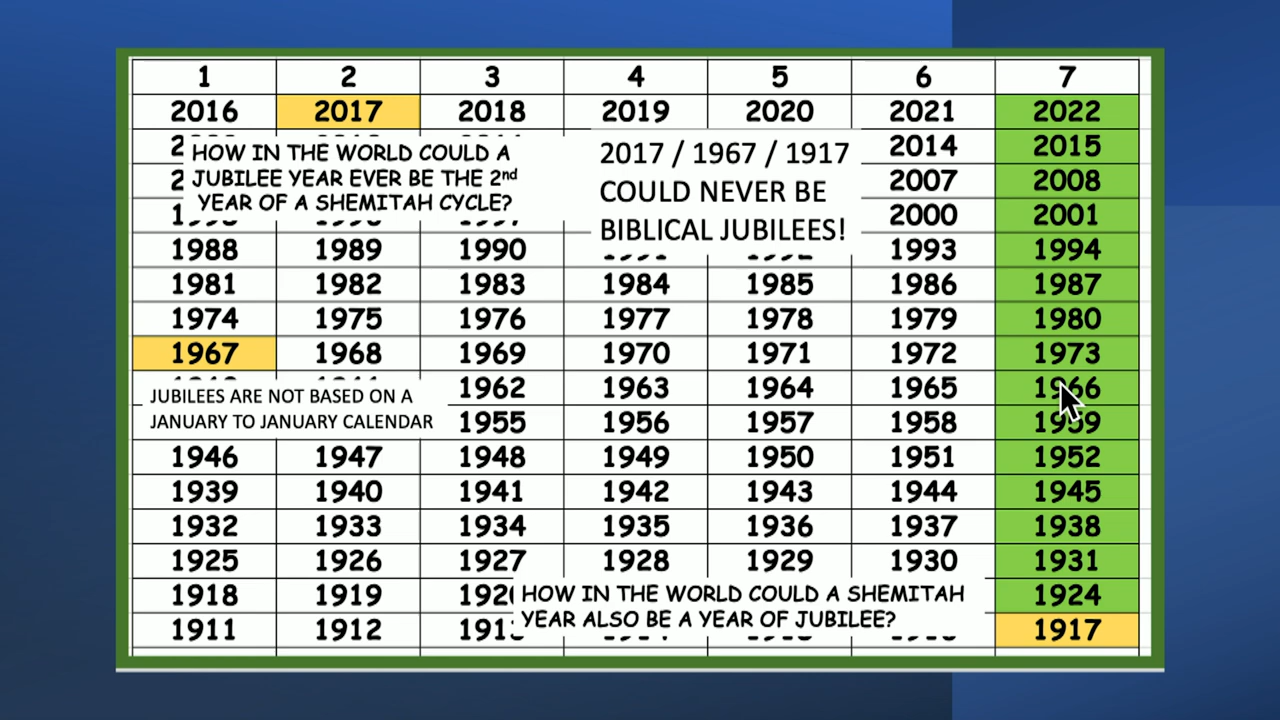 1 2 3 4 5 6 7
2016 2017 2018 2019 2020 2021 2022
2014 2015
HOW IN THE WORLD COULD A
JUBILEE YEAR EVER BE THE 2nd
YEAR OF A SHEMITAH CYCLE?
2017 / 1967 / 1917
COULD NEVER BE
BIBLICAL JUBILEES!
2007 2008
2000 2001
1988 1989 1990 1993 1994
1981 1982 1983 1984 1985 1986 1987
1974 1975 1976 1977 1978 1979 1980
1967 1968 1969 1970 1971 1972 1973
1962 1963 1964 1965 1966
JUBILEES ARE NOT BASED ON A
JANUARY TO JANUARY CALENDAR
1955 1956 1957 1958 1959
1946 1947 1948 1949 1950 1951 1952
1939 1940 1941 1942 1943 1944 1945
1932 1933 1934 1935 1936 1937 1938
1925 1926 1927 1928 1929 1930 1931
1918 1919 1924
HOW IN THE WORLD COULD A SHEMITAH
YEAR ALSO BE A YEAR OF JUBILEE?
1911 1912 1917